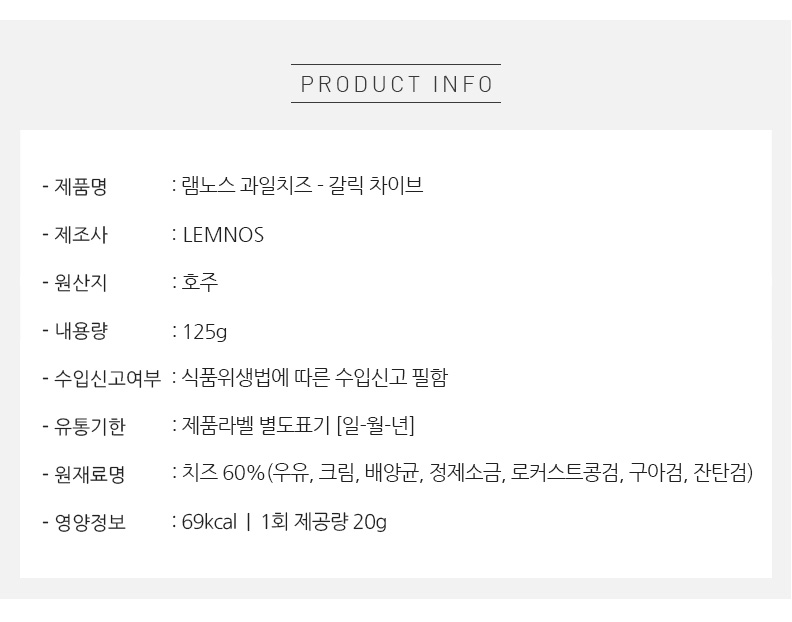 PRODUCT INFO
- 제품명 : 램노스 과일치즈 - 갈릭 차이브
- 제조사 : LEMNOS
- 원산지 : 호주
- 내용량 : 125g
- 수입신고여부 : 식품위생법에 따른 수입신고 필함
- 유통기한 : 제품라벨 별도표기 [일-월-년]
- 원재료명 : 치즈 60%(우유, 크림, 배양균, 정제소금, 로커스트콩검, 구아검, 잔탄검)
- 영양정보 : 69kcal | 1회 제공량 20g